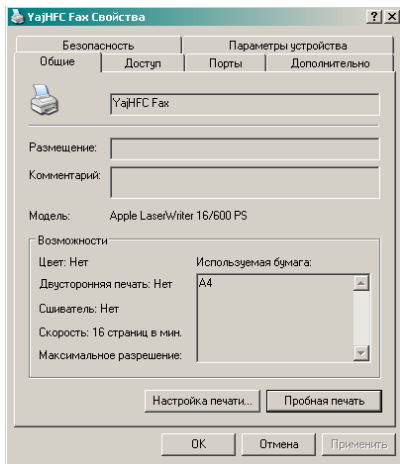 YajHFC Fax Свойства
Безопасность Параметры устройства
Общие Доступ Порты Дополнительно
YajHFC Fax
Размещение:
Комментарий:
Модель: Apple LaserWriter 16/600 PS
Возможности
Цвет: Нет Используемая бумага:
Двусторонняя печать: Нет A4
Сшиватель: Нет
Скорость: 16 страниц в мин.
Максимальное разрешение:
Настройка печати... Пробная печать
OK Отмена Применить